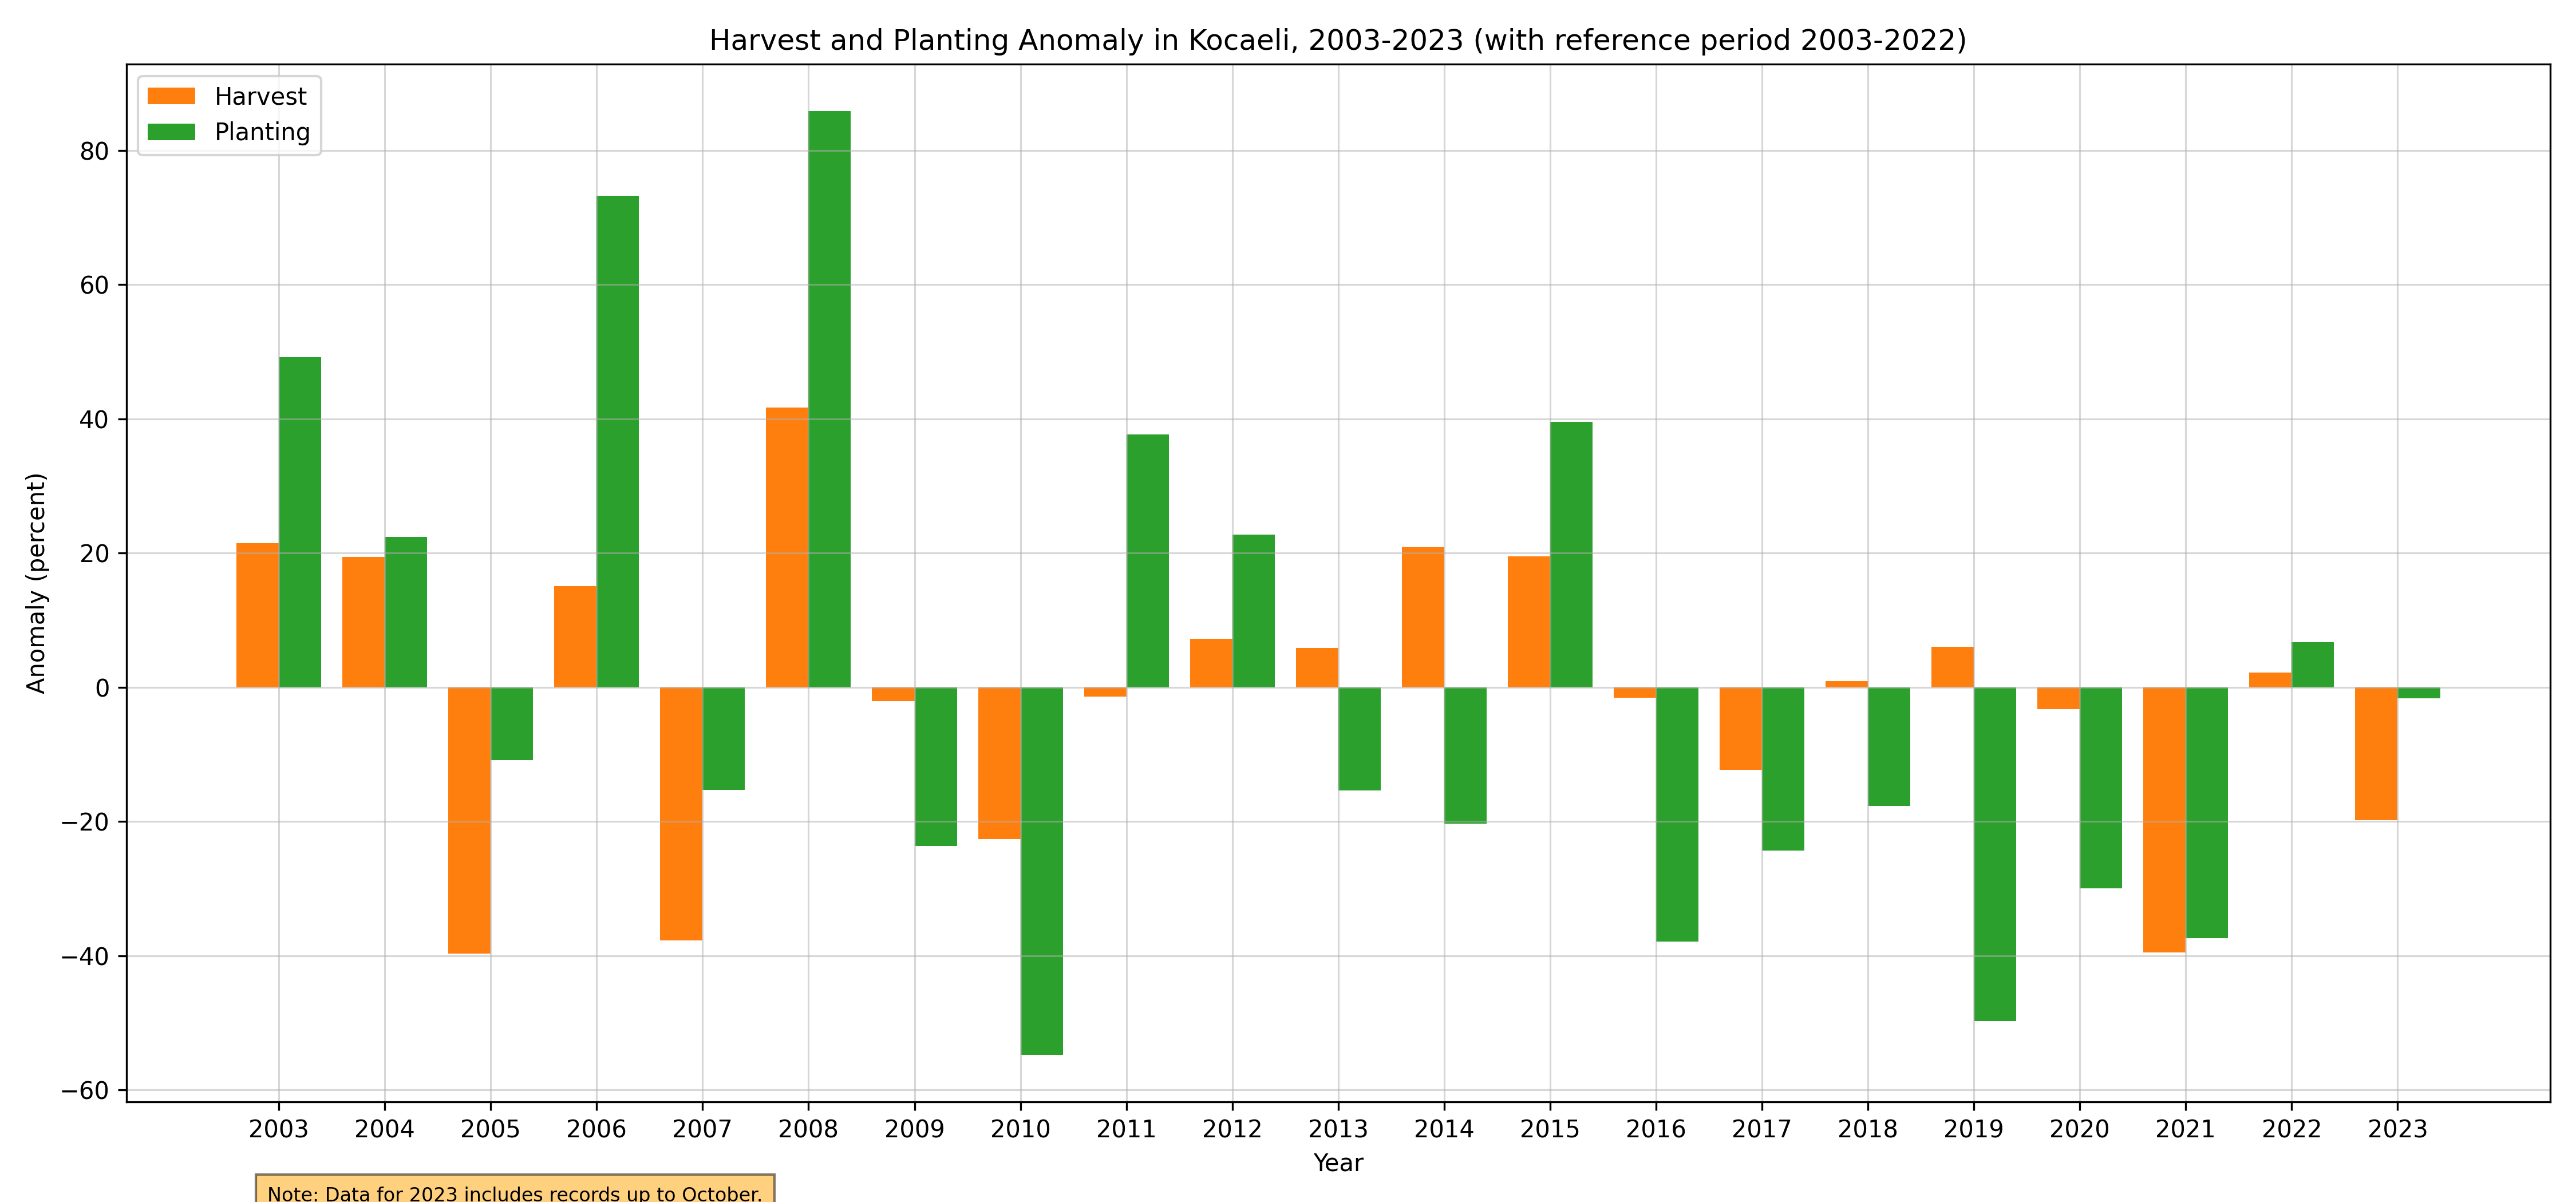 Harvest and Planting Anomaly in Kocaeli, 2003-2023 (with reference period 2003-2022)
Harvest
Planting
Anomaly (percent)
80
60
40
20
0
−20
−40
−60
2003 2004 2005 2006 2007 2008 2009 2010 2011 2012 2013 2014 2015 2016 2017 2018 2019 2020 2021 2022 2023
Year
Note: Data for 2023 includes records up to October.